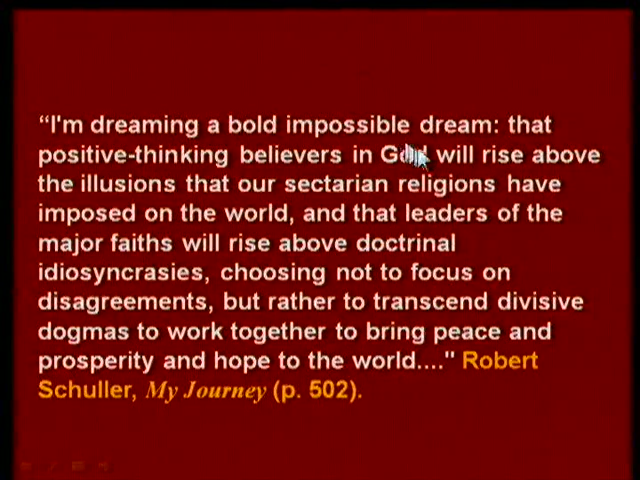 “I'm dreaming a bold impossible dream: that
positive-thinking believers in God will rise above
the illusions that our sectarian religions have
imposed on the world, and that leaders of the
major faiths will rise above doctrinal
idiosyncrasies, choosing not to focus on
disagreements, but rather to transcend divisive
dogmas to work together to bring peace and
prosperity and hope to the world...." Robert
Schuller, My Journey (p. 502).